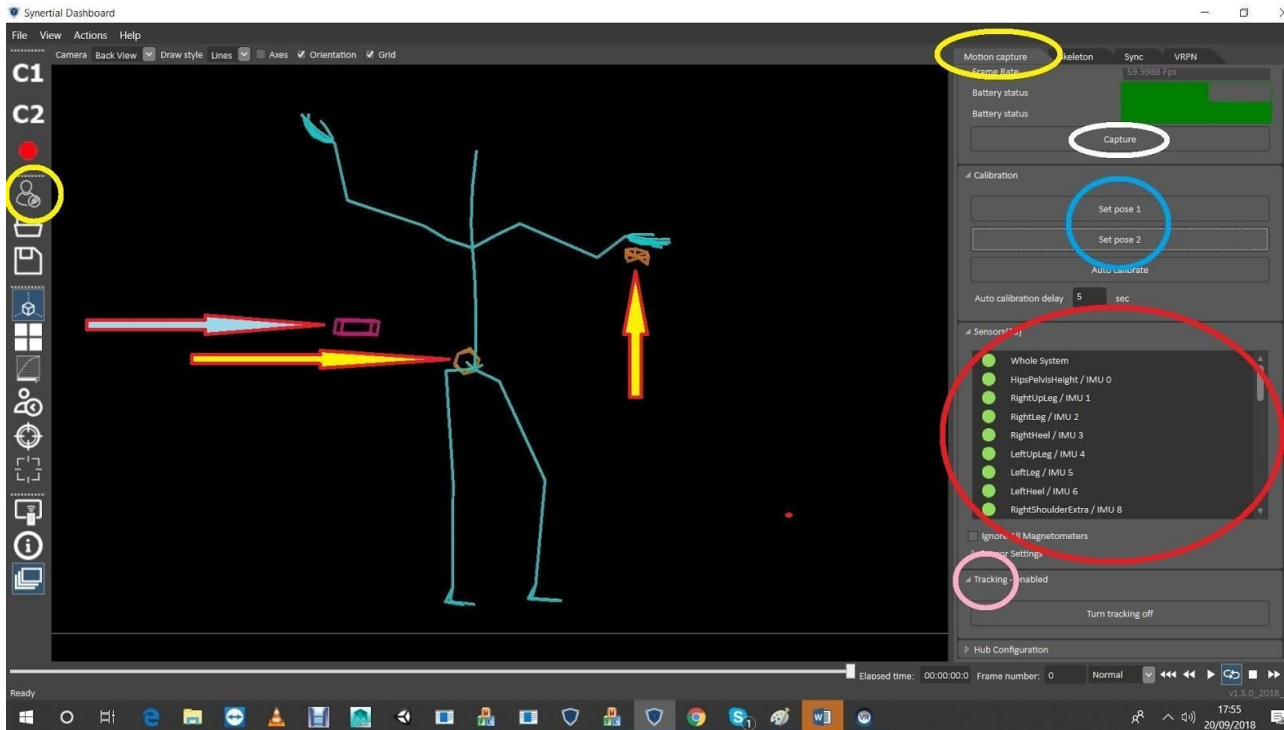 Synertial Dashboard
File View Actions Help
Camera Back View Draw style Lines Axes Orientation Grid
Motion capture Skeleton Sync VRPN
C1
C2
Frame Rate 59.9988 Fps
Battery status
Battery status
Capture
Calibration
Set pose 1
Set pose 2
Auto calibrate
Auto calibration delay 5 sec
Whole System
HipsPelvisHeight / IMU 0
RightUpLeg / IMU 1
RightLeg / IMU 2
RightHeel / IMU 3
LeftUpLeg / IMU 4
LeftLeg / IMU 5
LeftHeel / IMU 6
RightShoulderExtra / IMU 8
Ignore All Magnetometers
Sensor Settings
Tracking - enabled
Turn tracking off
Hub Configuration
Elapsed time: 00:00:00:0 Frame number: 0 Normal
Ready
v1.5.0_2018
17:55
20/09/2018